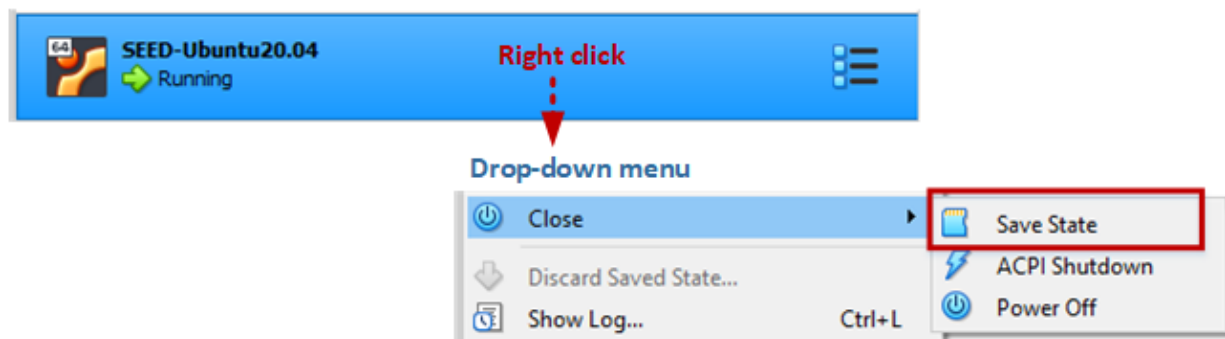 64
SEED-Ubuntu20.04
Running
Right click
Drop-down menu
Close
Save State
ACPI Shutdown
Discard Saved State...
Power Off
Show Log... Ctrl+L